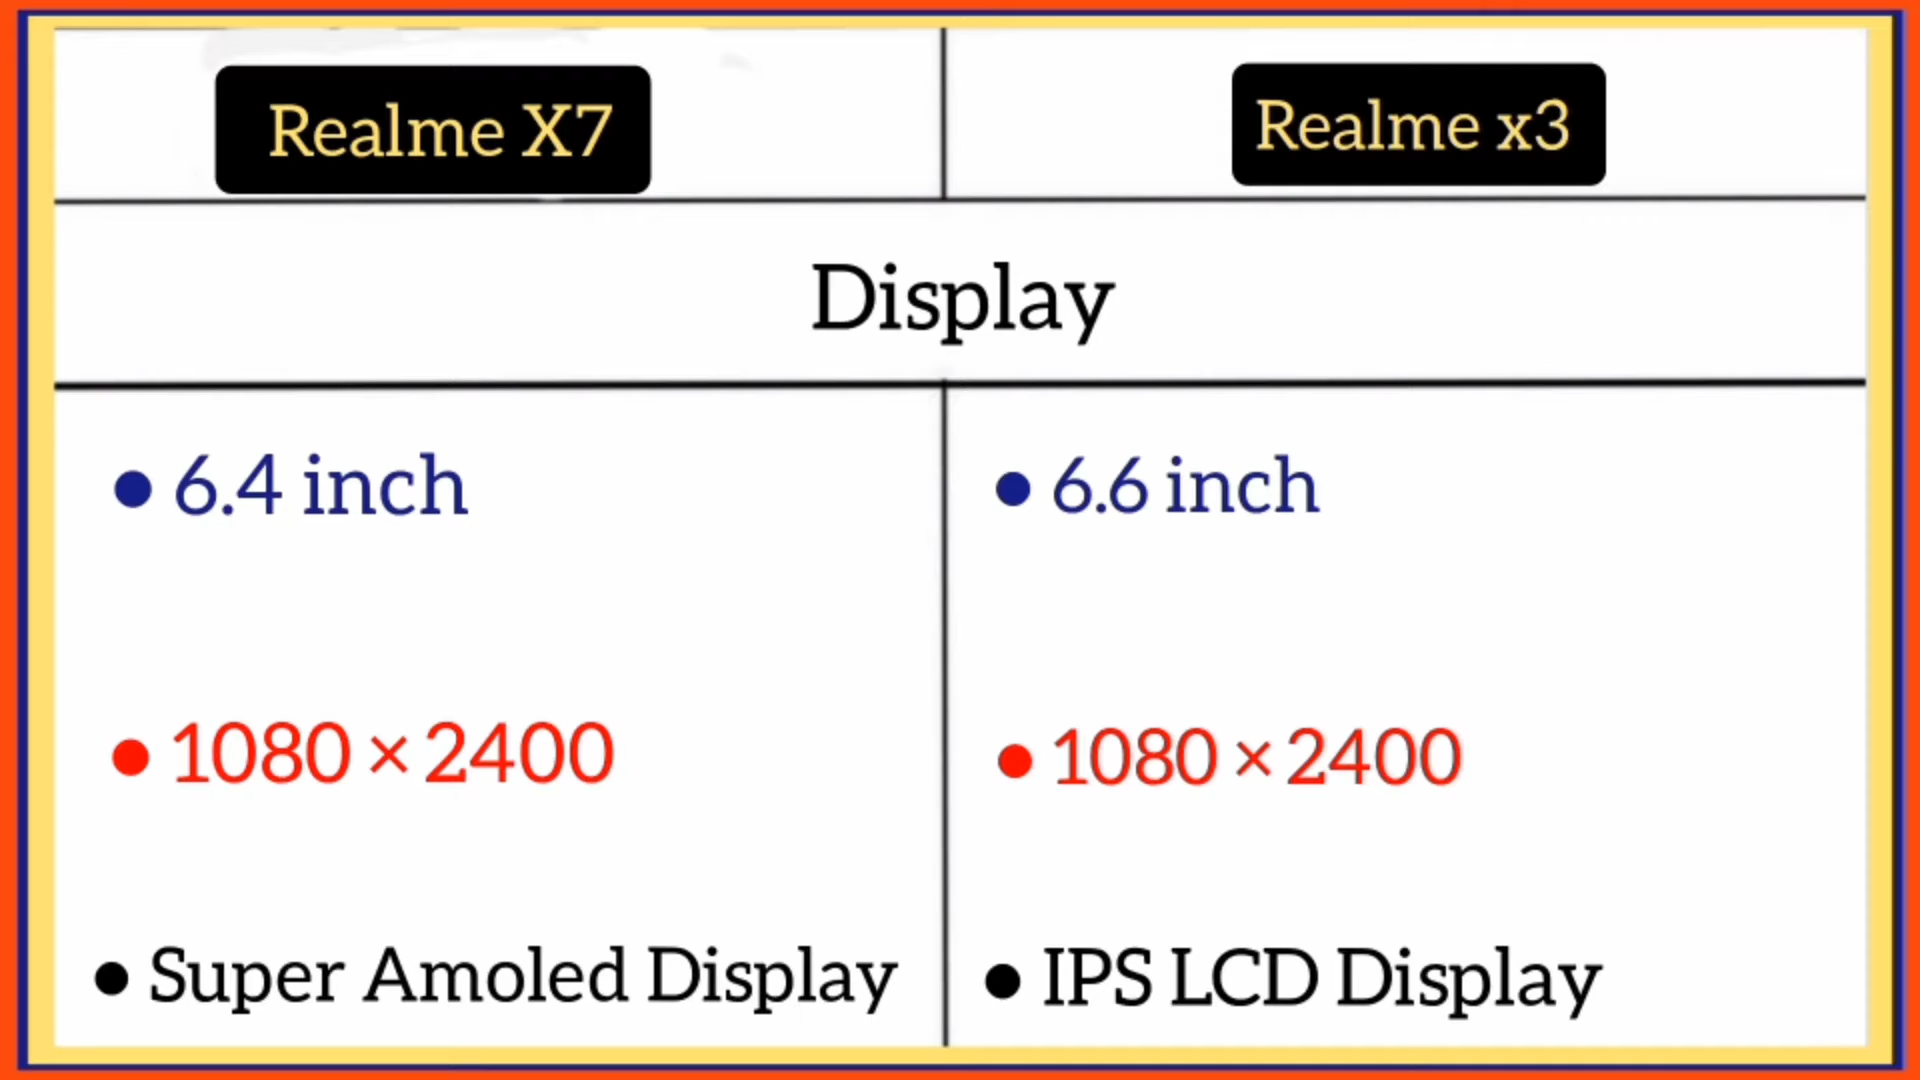 Realme X7
Realme x3
Display
● 6.4 inch
● 6.6 inch
● 1080 × 2400
● 1080 × 2400
● Super Amoled Display
● IPS LCD Display